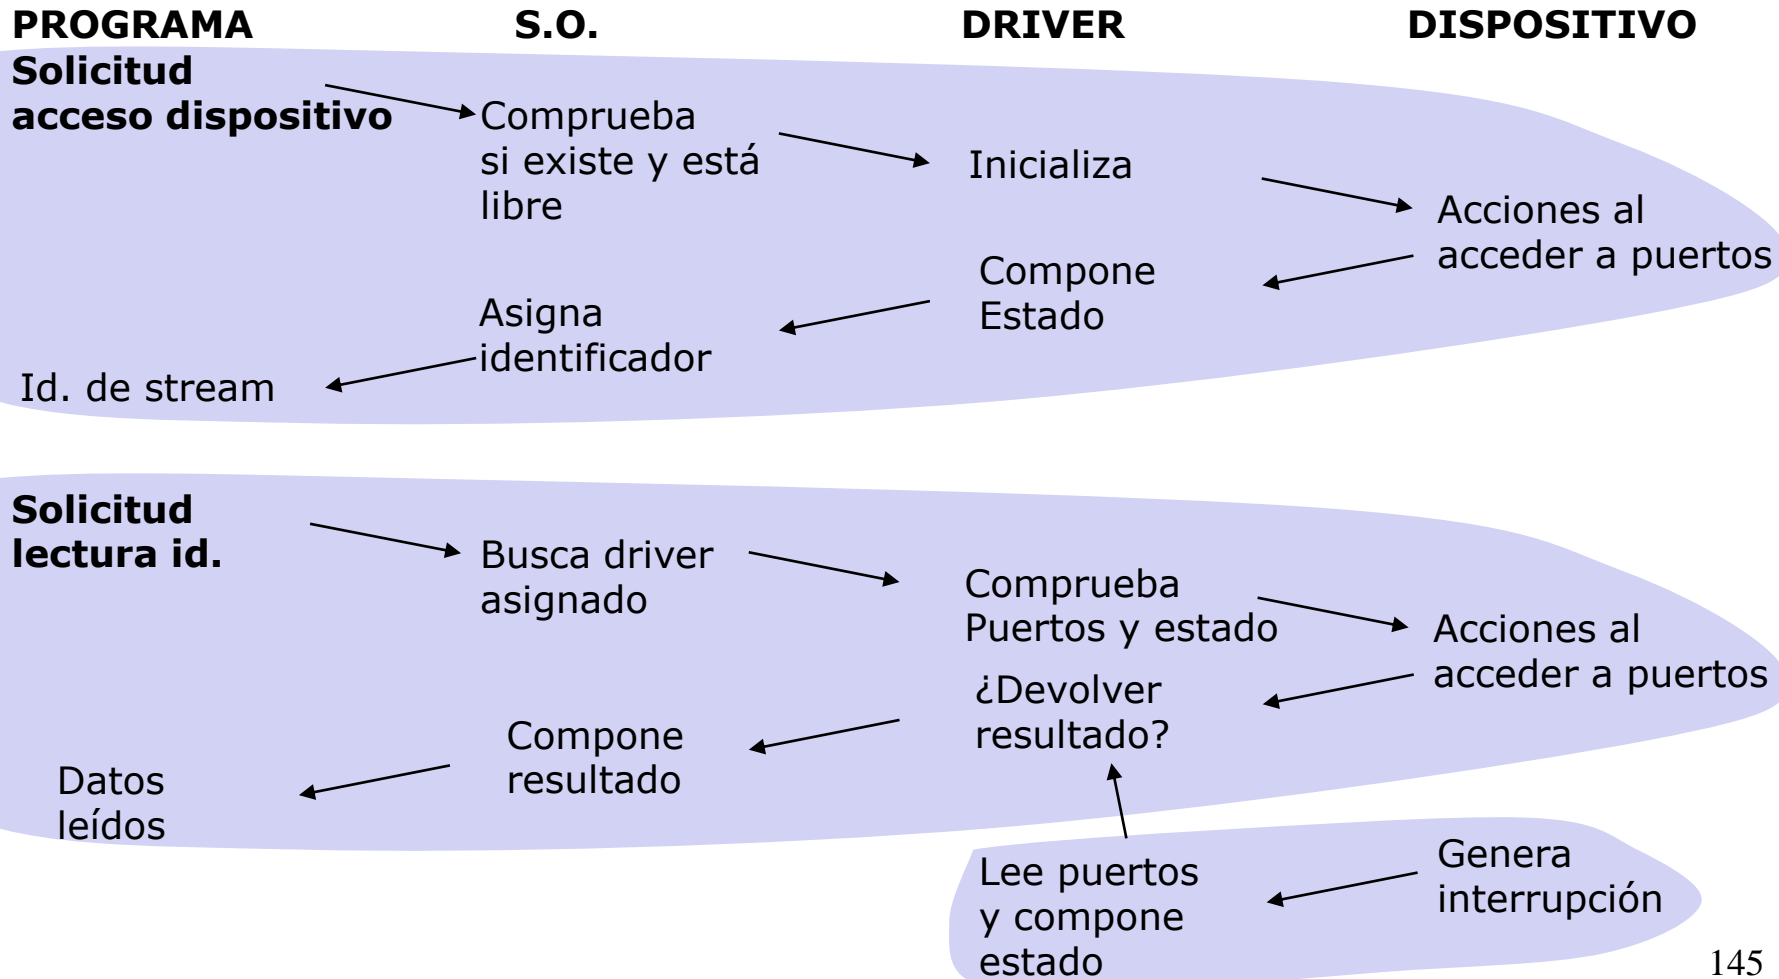 PROGRAMA
S.O.
DRIVER
DISPOSITIVO
Solicitud
acceso dispositivo
Comprueba
si existe y está
libre
Inicializa
Acciones al
acceder a puertos
Compone
Estado
Asigna
identificador
Id. de stream
Solicitud
lectura id.
Busca driver
asignado
Comprueba
Puertos y estado
Acciones al
acceder a puertos
¿Devolver
resultado?
Compone
resultado
Datos
leídos
Genera
interrupción
Lee puertos
y compone
estado
145